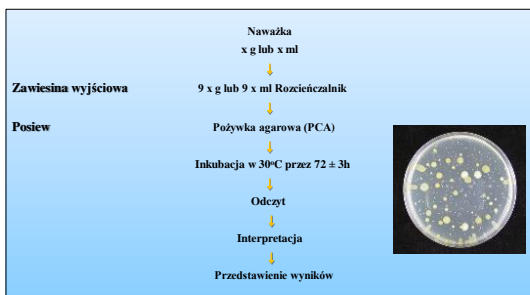 Naważka
x g lub x ml
Zawiesina wyjściowa
9 x g lub 9 x ml Rozcieńczalnik
Posiew
Pożywka agarowa (PCA)
Inkubacja w 30°C przez 72 ± 3h
Odczyt
Interpretacja
Przedstawienie wyników